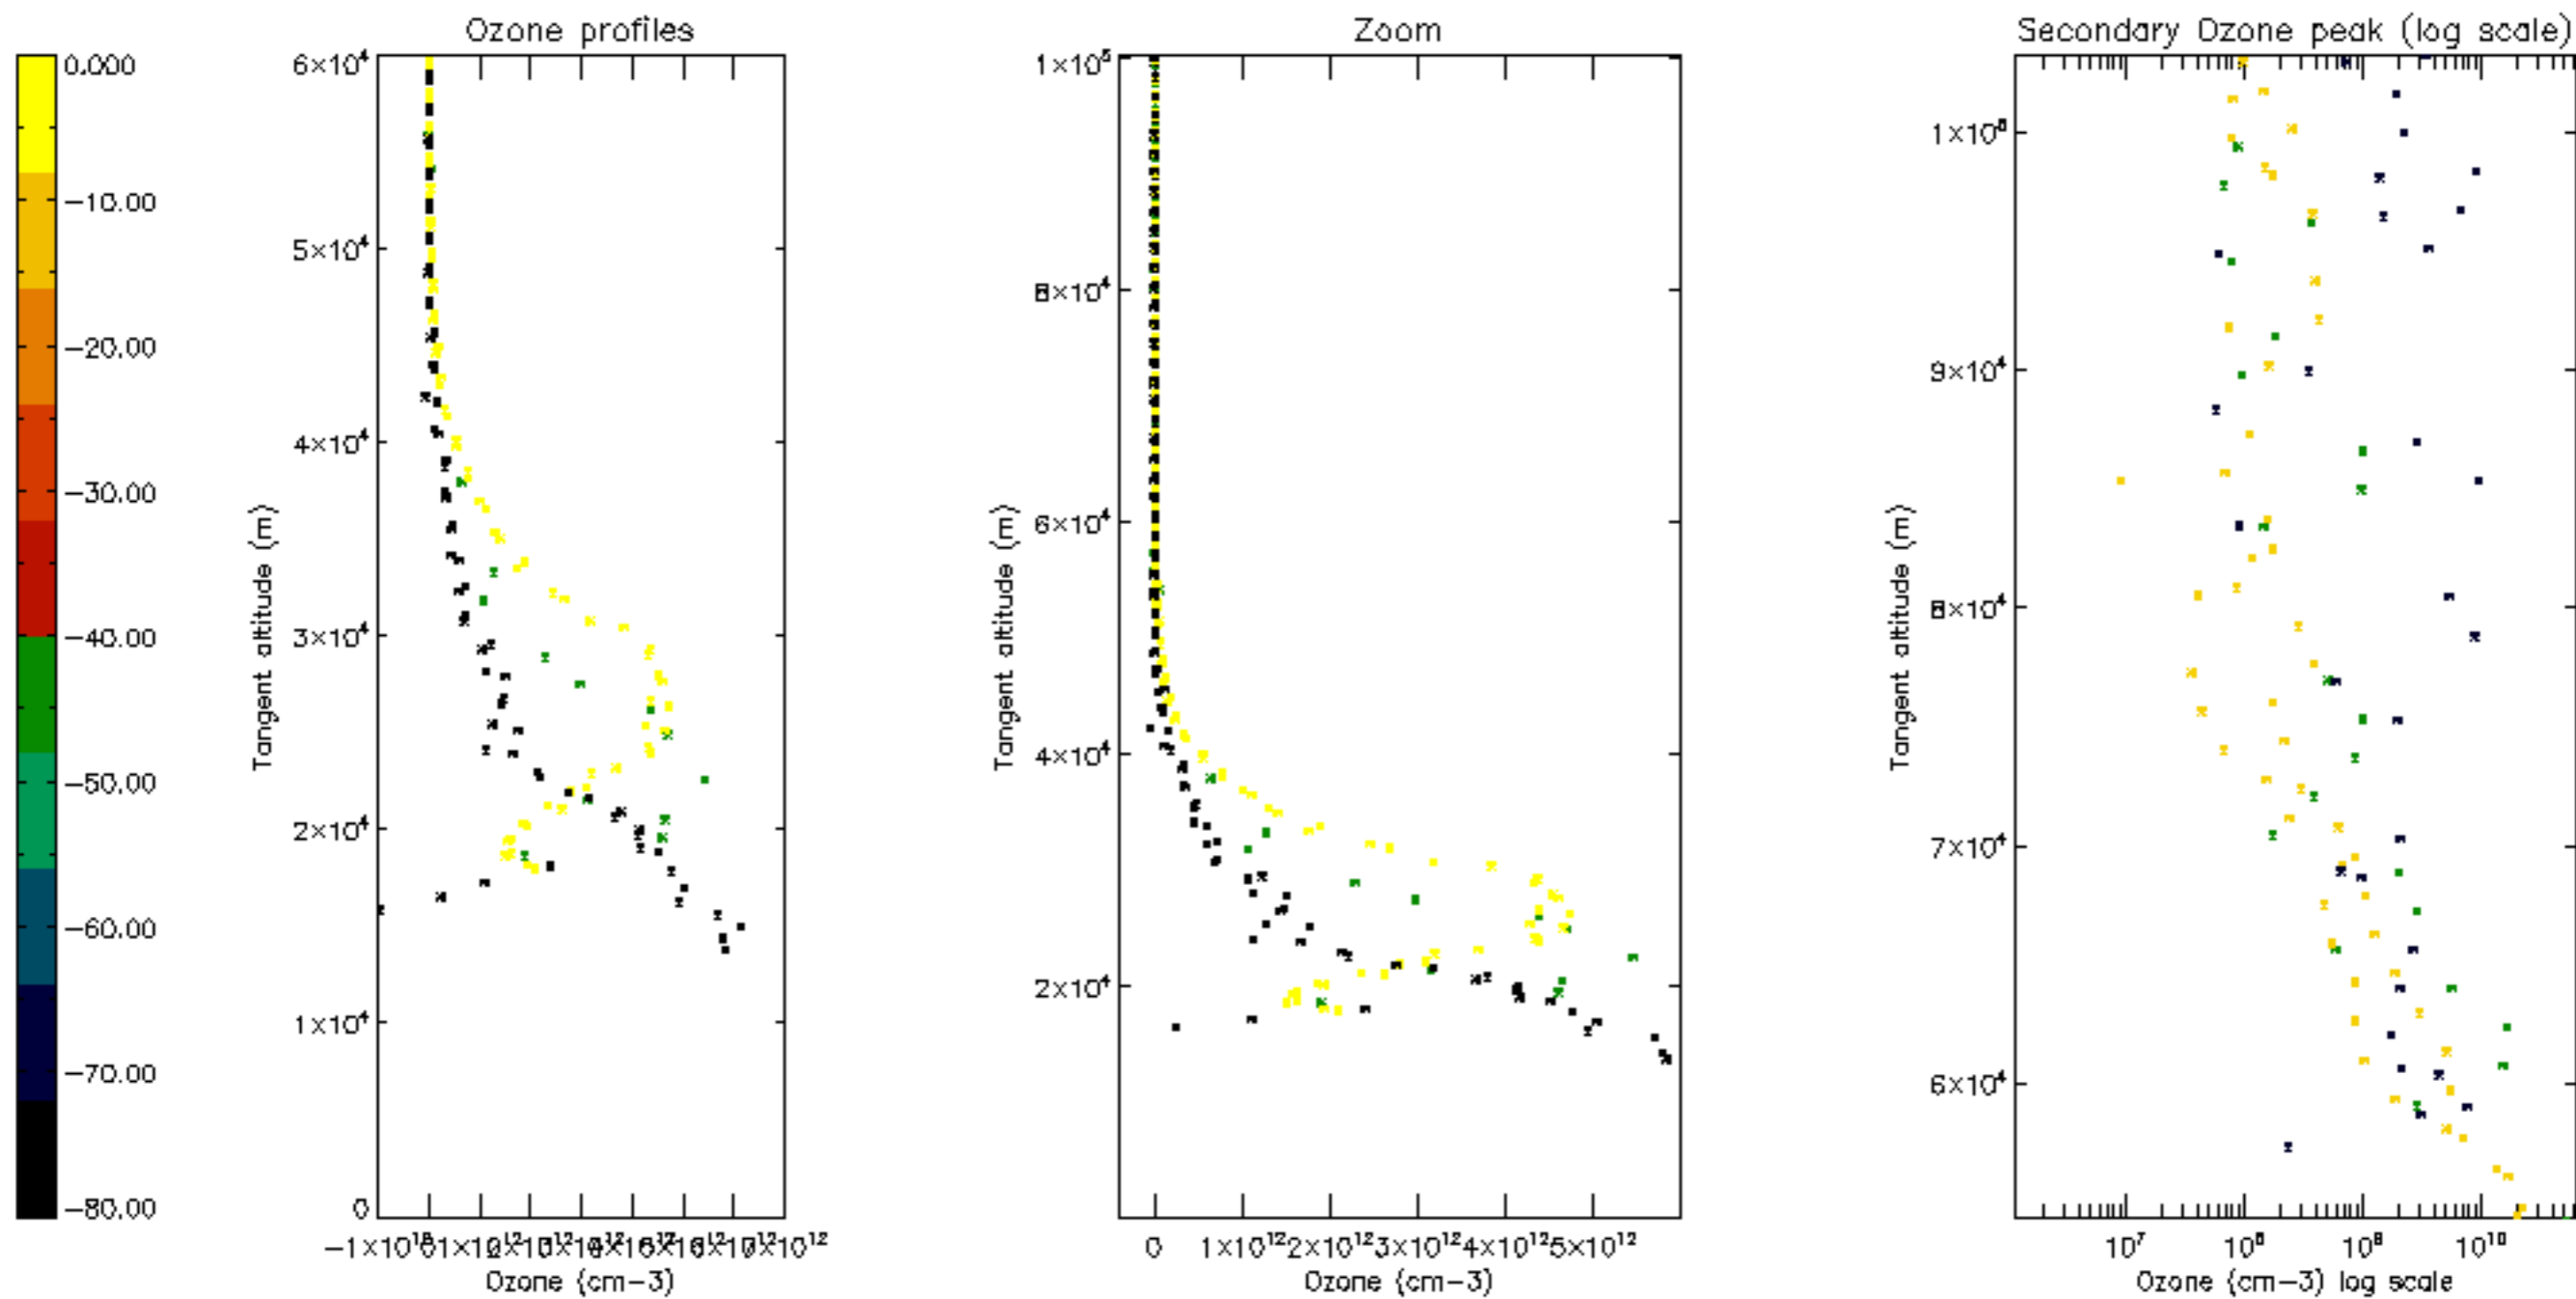 Ozone profiles
Zoom
Secondary Ozone peak (log scale)
0.000
−10.00
−20.00
−30.00
−40.00
−50.00
−60.00
−70.00
−80.00
Tangent altitude (m)
6×10⁴
5×10⁴
4×10⁴
3×10⁴
2×10⁴
1×10⁴
0
Ozone (cm−3)
Tangent altitude (m)
1×10⁵
8×10⁴
6×10⁴
4×10⁴
2×10⁴
0 1×10¹² 2×10¹² 3×10¹² 4×10¹² 5×10¹²
Ozone (cm−3)
Tangent altitude (m)
9×10⁴
8×10⁴
7×10⁴
6×10⁴
10⁷ 10⁸ 10⁹ 10¹⁰
Ozone (cm−3) log scale